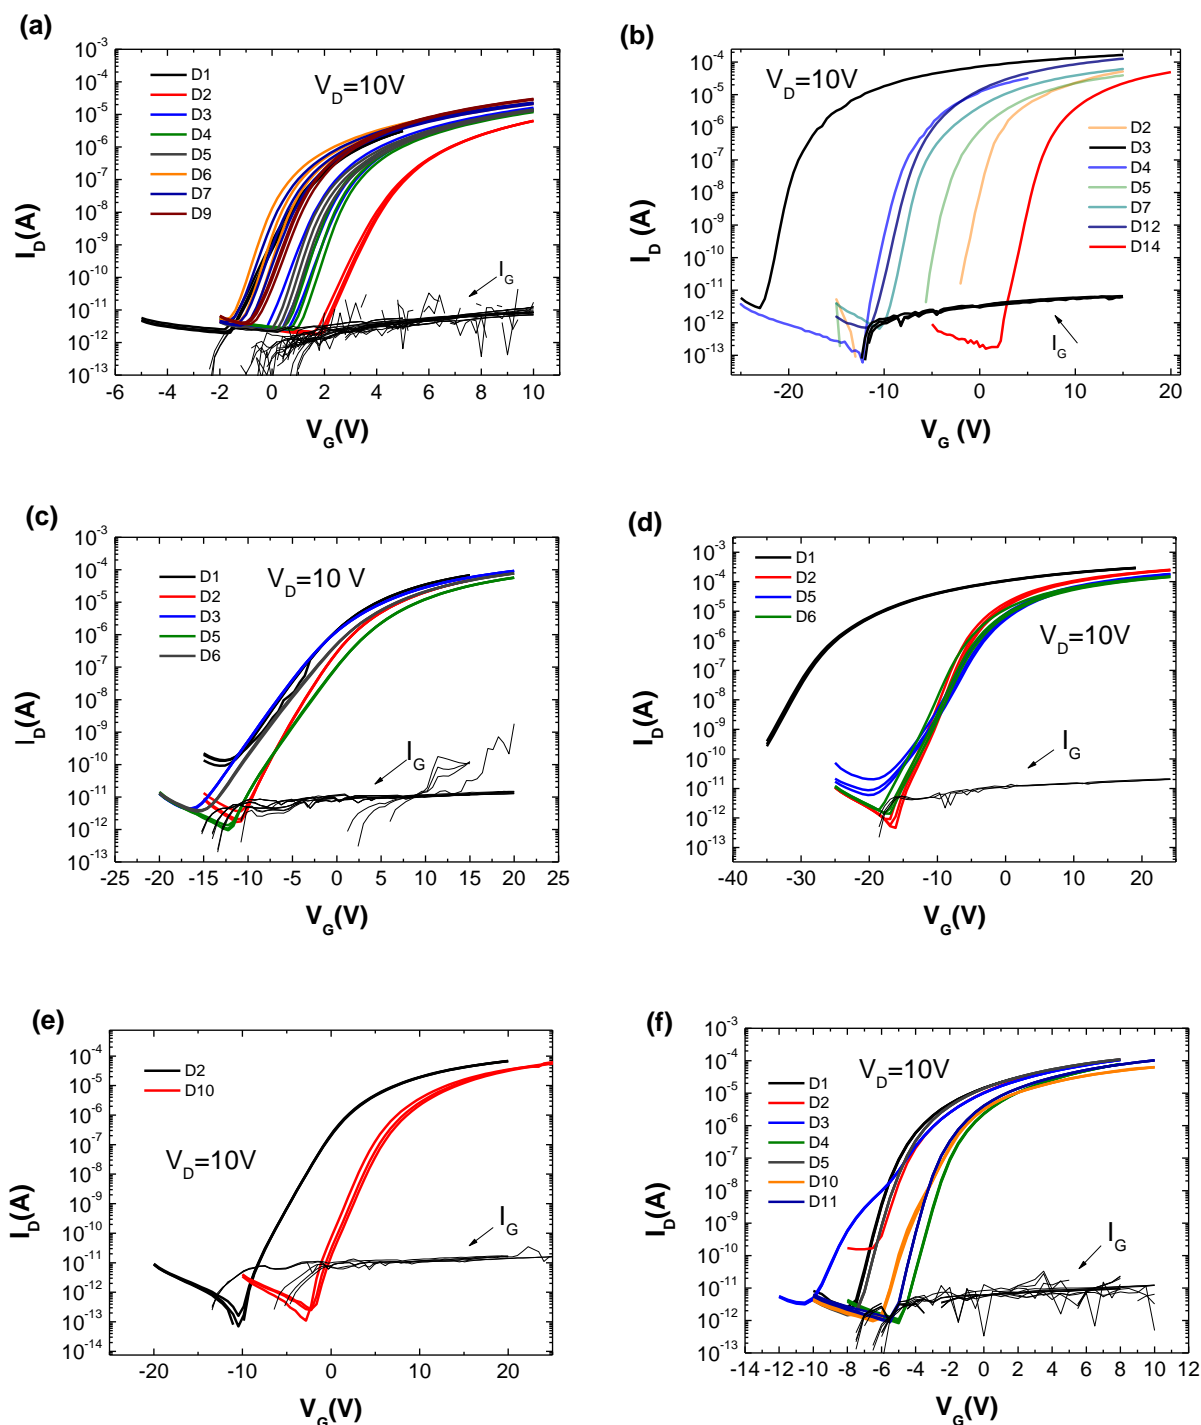 (a)
I_D(A)
10^-3
10^-4
10^-5
10^-6
10^-7
10^-8
10^-9
10^-10
10^-11
10^-12
10^-13
D1
D2
D3
D4
D5
D6
D7
D9
V_D=10V
I_G
-6 -4 -2 0 2 4 6 8 10
V_G(V)
(b)
I_D (A)
10^-4
10^-5
10^-6
10^-7
10^-8
10^-9
10^-10
10^-11
10^-12
10^-13
V_D=10V
D2
D3
D4
D5
D7
D12
D14
I_G
-20 -10 0 10 20
V_G (V)
(c)
I_D(A)
10^-3
10^-4
10^-5
10^-6
10^-7
10^-8
10^-9
10^-10
10^-11
10^-12
10^-13
D1
D2
D3
D5
D6
V_D=10 V
I_G
-25 -20 -15 -10 -5 0 5 10 15 20 25
V_G(V)
(d)
I_D(A)
10^-3
10^-4
10^-5
10^-6
10^-7
10^-8
10^-9
10^-10
10^-11
10^-12
10^-13
D1
D2
D5
D6
V_D=10V
I_G
-40 -30 -20 -10 0 10 20
V_G(V)
(e)
I_D(A)
10^-4
10^-5
10^-6
10^-7
10^-8
10^-9
10^-10
10^-11
10^-12
10^-13
10^-14
D2
D10
V_D=10V
I_G
-20 -10 0 10 20
V_G(V)
(f)
I_D(A)
10^-3
10^-4
10^-5
10^-6
10^-7
10^-8
10^-9
10^-10
10^-11
10^-12
10^-13
D1
D2
D3
D4
D5
D10
D11
V_D=10V
I_G
-14 -12 -10 -8 -6 -4 -2 0 2 4 6 8 10 12
V_G(V)